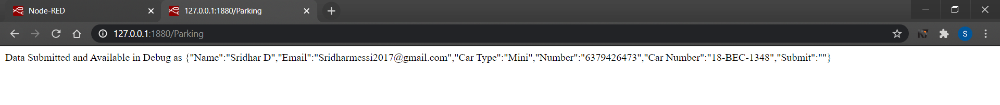 Node-RED
127.0.0.1:1880/Parking
127.0.0.1:1880/Parking
S
Data Submitted and Available in Debug as {"Name":"Sridhar D","Email":"Sridharmessi2017@gmail.com","Car Type":"Mini","Number":"6379426473","Car Number":"18-BEC-1348","Submit":""}